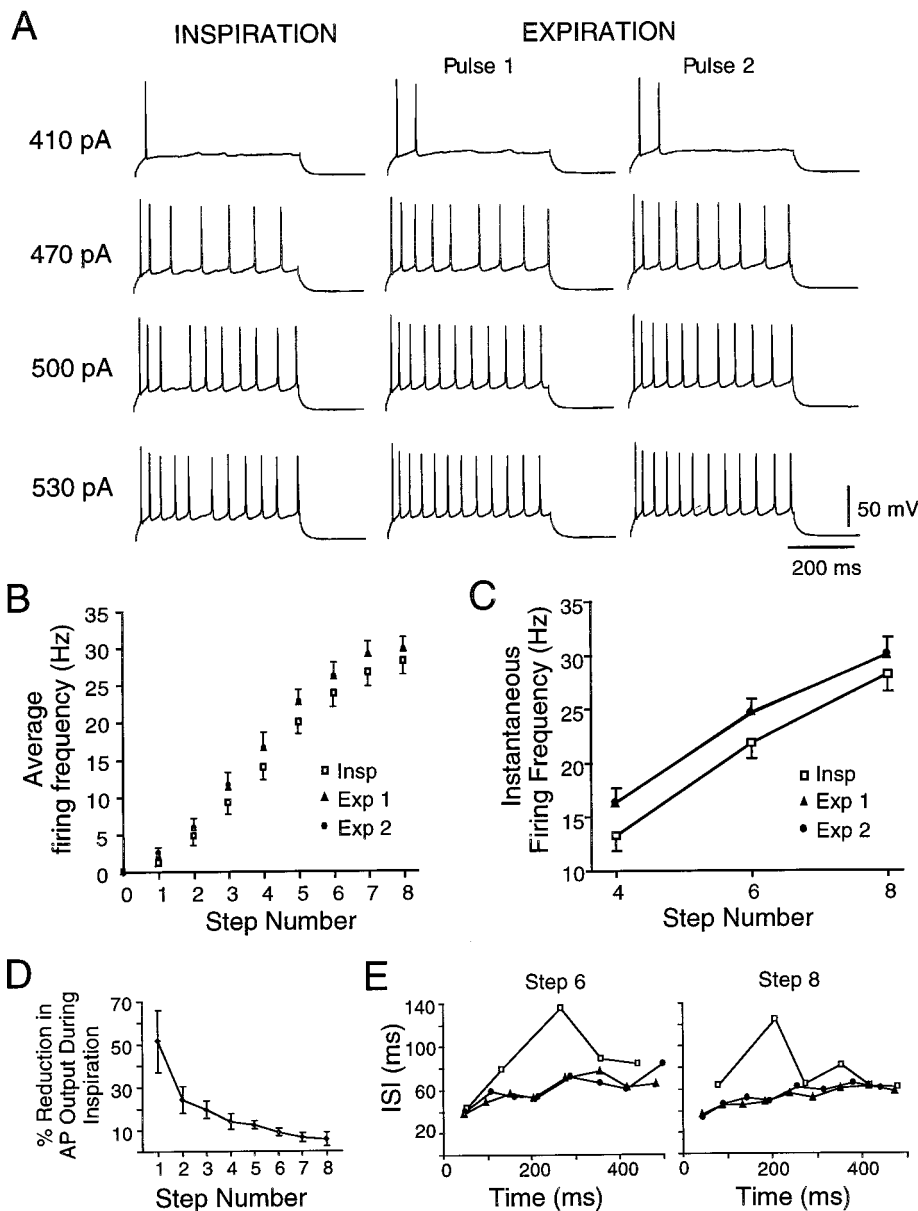 A
INSPIRATION
EXPIRATION
Pulse 1
Pulse 2
410 pA
470 pA
500 pA
530 pA
50 mV
200 ms
B
Average
firing frequency (Hz)
35
30
25
20
15
10
5
0
0 1 2 3 4 5 6 7 8
Step Number
Insp
Exp 1
Exp 2
C
Instantaneous
Firing Frequency (Hz)
35
30
25
20
15
10
4 6 8
Step Number
Insp
Exp 1
Exp 2
D
% Reduction in
AP Output During
Inspiration
70
50
30
10
1 2 3 4 5 6 7 8
Step Number
E
Step 6
Step 8
ISI (ms)
140
100
60
20
0 200 400
Time (ms)
0 200 400
Time (ms)